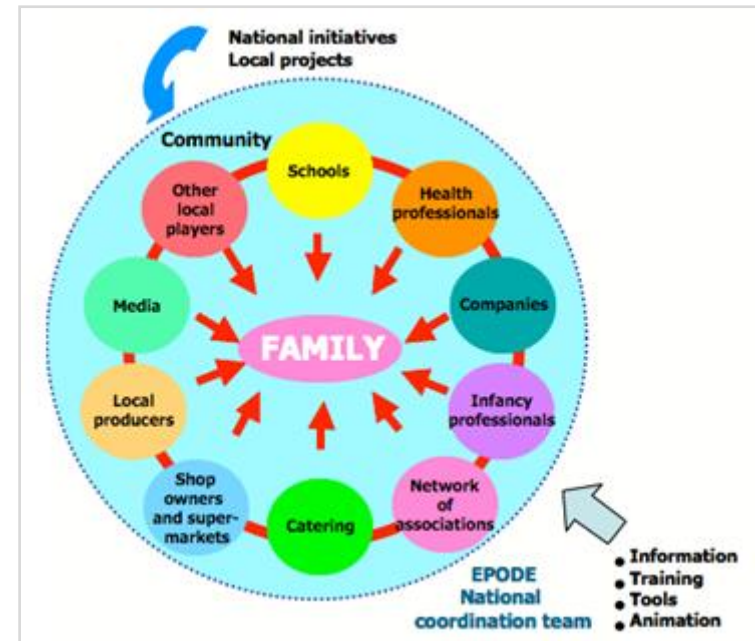 National initiatives
Local projects
Community
Schools
Health
professionals
Companies
Infancy
professionals
Network
of
associations
Catering
Shop
owners
and super-
markets
Local
producers
Media
Other
local
players
FAMILY
EPODE
National
coordination team
• Information
• Training
• Tools
• Animation